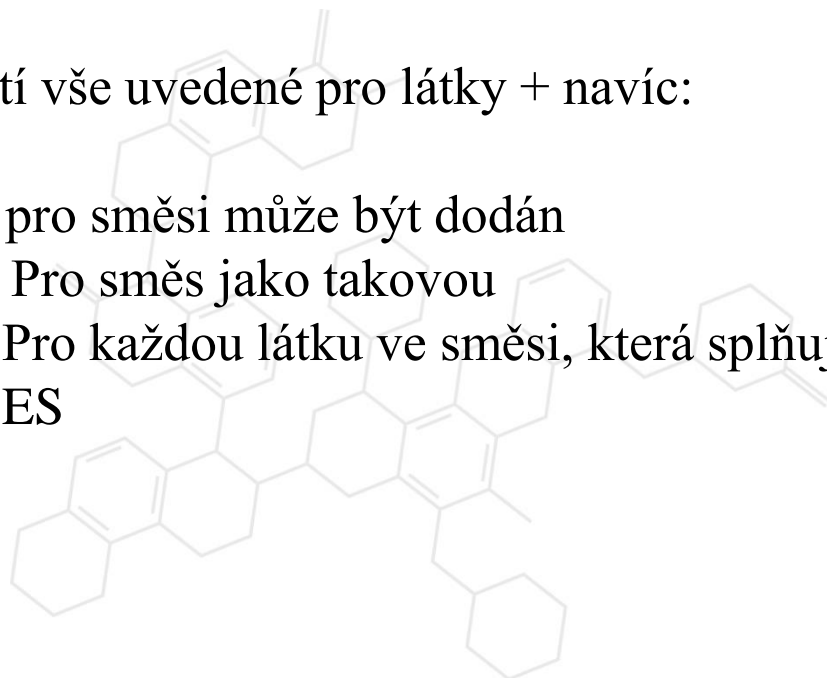 tí vše uvedené pro látky + navíc:
pro směsi může být dodán
Pro směs jako takovou
Pro každou látku ve směsi, která splňuj
ES